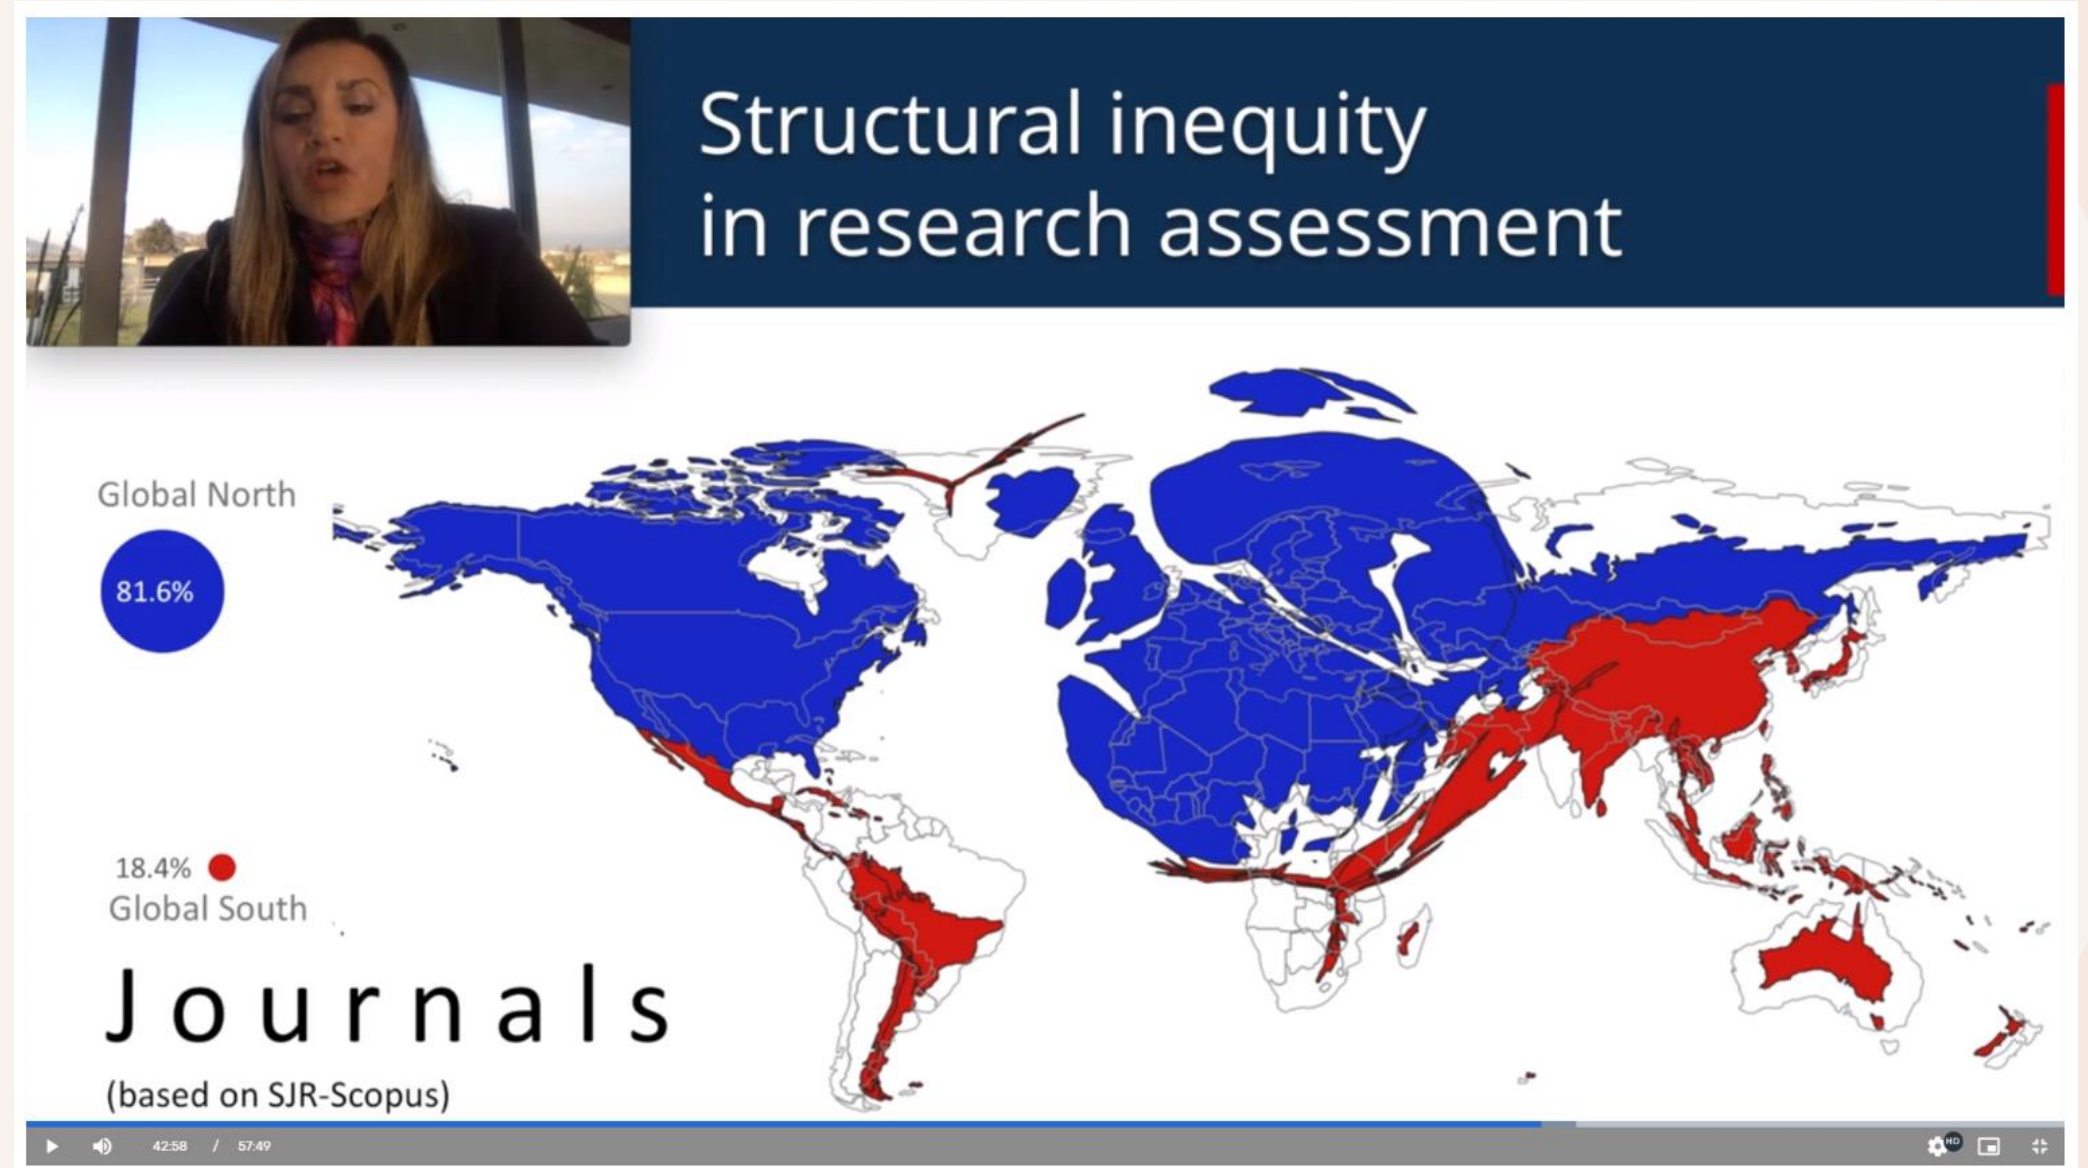 Structural inequity
in research assessment
Global North
81.6%
18.4%
Global South
Journals
(based on SJR-Scopus)
42:58 / 57:49
HD